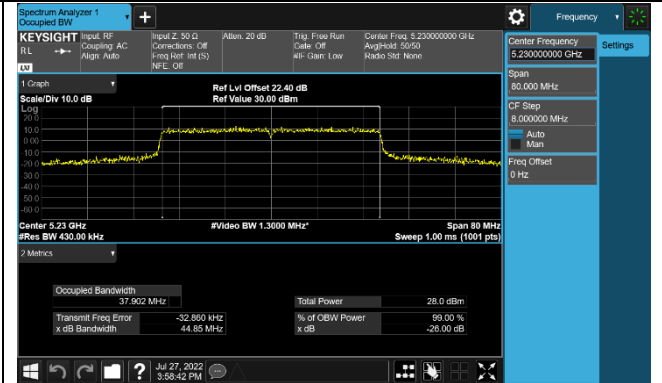 Spectrum Analyzer 1
Occupied BW
Frequency
KEYSIGHT
RL
LXI
Input: RF
Coupling: AC
Align: Auto
Input Z: 50 Ω
Corrections: Off
Freq Ref: Int (S)
NFE: Off
Atten: 20 dB
Trig: Free Run
Gate: Off
#IF Gain: Low
Center Freq: 5.230000000 GHz
Avg|Hold: 50/50
Radio Std: None
Center Frequency
5.230000000 GHz
Settings
Span
80.000 MHz
CF Step
8.000000 MHz
Auto
Man
Freq Offset
0 Hz
1 Graph
Scale/Div 10.0 dB
Ref Lvl Offset 22.40 dB
Ref Value 30.00 dBm
Log
20.0
10.0
0.00
-10.0
-20.0
-30.0
-40.0
-50.0
-60.0
Center 5.23 GHz
#Res BW 430.00 kHz
#Video BW 1.3000 MHz*
Span 80 MHz
Sweep 1.00 ms (1001 pts)
2 Metrics
Occupied Bandwidth
37.902 MHz
Total Power 28.0 dBm
Transmit Freq Error -32.860 kHz
% of OBW Power 99.00 %
x dB Bandwidth 44.85 MHz
x dB -26.00 dB
?
Jul 27, 2022
3:58:42 PM